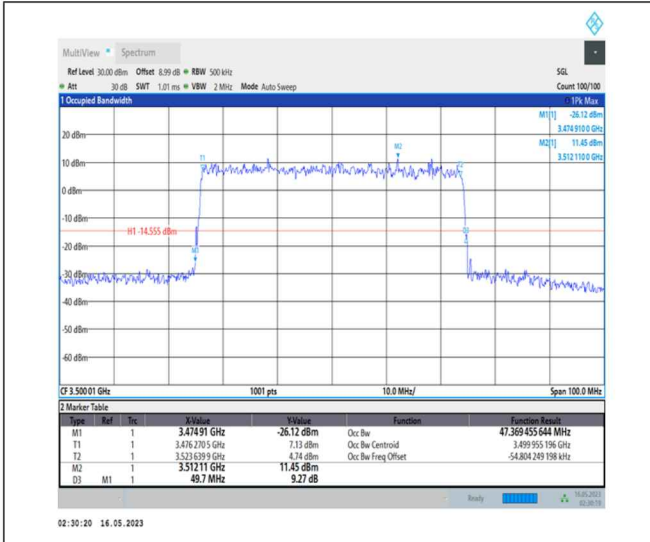 MultiView Spectrum
Ref Level 30.00 dBm Offset 8.99 dB RBW 500 kHz SGL
Att 30 dB SWT 1.01 ms VBW 2 MHz Mode Auto Sweep Count 100/100
1 Occupied Bandwidth 1Pk Max
M1[1] -26.12 dBm
3.474 910 0 GHz
M2[1] 11.45 dBm
3.512 110 0 GHz
20 dBm
M2
T1
10 dBm
0 dBm
-10 dBm
H1 -14.555 dBm
D3
-30 dBm
-40 dBm
-50 dBm
-60 dBm
CF 3.500 01 GHz 1001 pts 10.0 MHz/ Span 100.0 MHz
2 Marker Table
Type Ref Trc X-Value Y-Value Function Function Result
M1 1 3.474 91 GHz -26.12 dBm Occ Bw 47.369 455 644 MHz
T1 1 3.476 270 5 GHz 7.13 dBm Occ Bw Centroid 3.499 955 196 GHz
T2 1 3.523 639 9 GHz 4.74 dBm Occ Bw Freq Offset -54.804 249 198 kHz
M2 1 3.512 11 GHz 11.45 dBm
D3 M1 1 49.7 MHz 9.27 dB
Ready 16.05.2023
02:30:19
02:30:20 16.05.2023